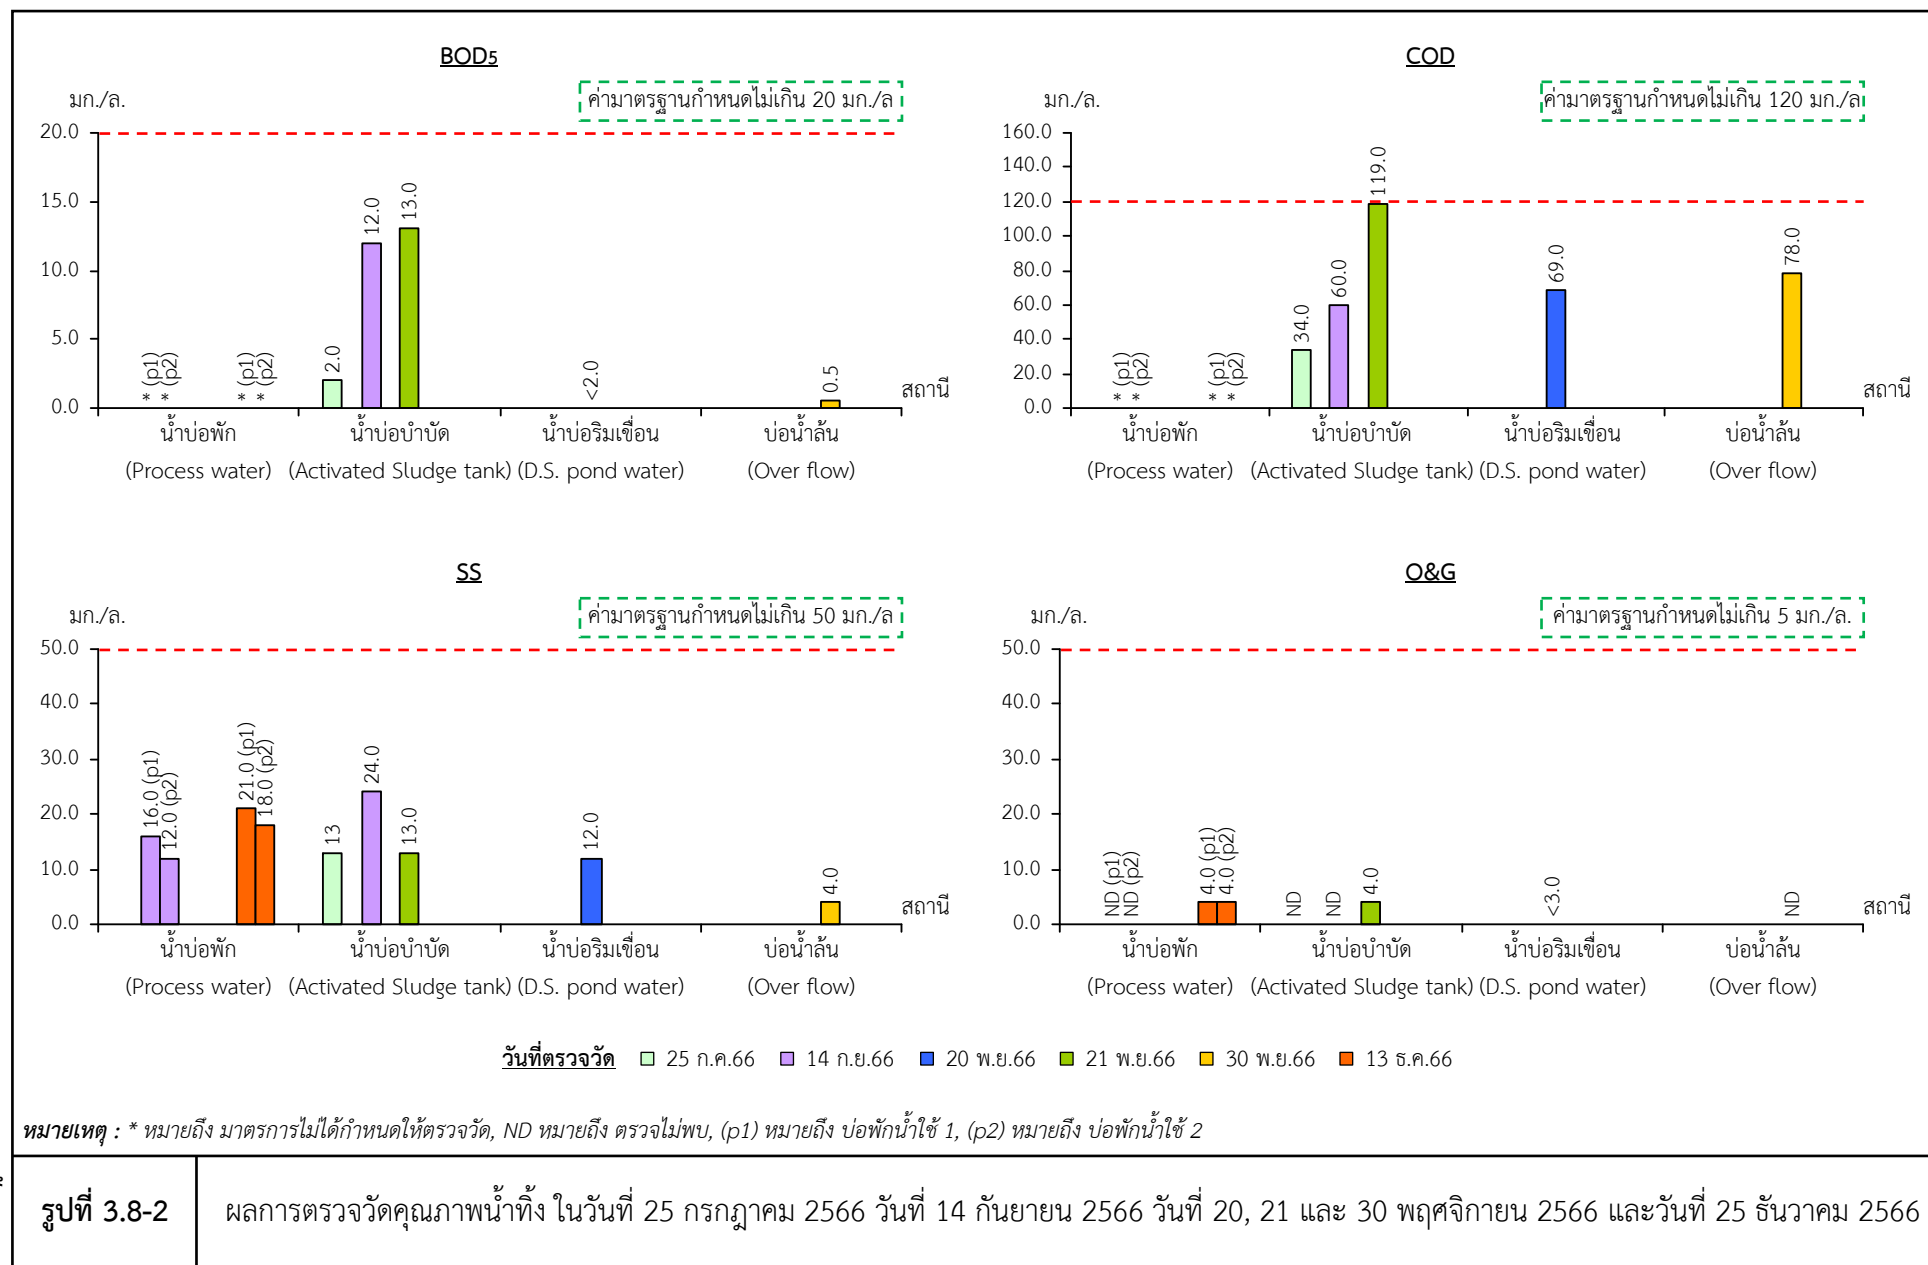 BOD5
มก./ล.
ค่ามาตรฐานกำหนดไม่เกิน 20 มก./ล
20.0
15.0
10.0
5.0
0.0
* (p1)
* (p2)
* (p1)
* (p2)
2.0
12.0
13.0
<2.0
0.5
สถานี
น้ำบ่อพัก
น้ำบ่อบำบัด
น้ำบ่อริมเขื่อน
บ่อน้ำล้น
(Process water)
(Activated Sludge tank)
(D.S. pond water)
(Over flow)
COD
มก./ล.
ค่ามาตรฐานกำหนดไม่เกิน 120 มก./ล
160.0
140.0
120.0
100.0
80.0
60.0
40.0
20.0
0.0
* (p1)
* (p2)
* (p1)
* (p2)
34.0
60.0
119.0
69.0
78.0
สถานี
น้ำบ่อพัก
น้ำบ่อบำบัด
น้ำบ่อริมเขื่อน
บ่อน้ำล้น
(Process water)
(Activated Sludge tank)
(D.S. pond water)
(Over flow)
SS
มก./ล.
ค่ามาตรฐานกำหนดไม่เกิน 50 มก./ล
50.0
40.0
30.0
20.0
10.0
0.0
16.0 (p1)
12.0 (p2)
21.0 (p1)
18.0 (p2)
13
24.0
13.0
12.0
4.0
สถานี
น้ำบ่อพัก
น้ำบ่อบำบัด
น้ำบ่อริมเขื่อน
บ่อน้ำล้น
(Process water)
(Activated Sludge tank)
(D.S. pond water)
(Over flow)
O&G
มก./ล.
ค่ามาตรฐานกำหนดไม่เกิน 5 มก./ล.
50.0
40.0
30.0
20.0
10.0
0.0
ND (p1)
ND (p2)
4.0 (p1)
4.0 (p2)
ND
ND
4.0
<3.0
ND
สถานี
น้ำบ่อพัก
น้ำบ่อบำบัด
น้ำบ่อริมเขื่อน
บ่อน้ำล้น
(Process water)
(Activated Sludge tank)
(D.S. pond water)
(Over flow)
วันที่ตรวจวัด 25 ก.ค.66 14 ก.ย.66 20 พ.ย.66 21 พ.ย.66 30 พ.ย.66 13 ธ.ค.66
หมายเหตุ : * หมายถึง มาตรการไม่ได้กำหนดให้ตรวจวัด, ND หมายถึง ตรวจไม่พบ, (p1) หมายถึง บ่อพักน้ำใช้ 1, (p2) หมายถึง บ่อพักน้ำใช้ 2
รูปที่ 3.8-2
ผลการตรวจวัดคุณภาพน้ำทิ้ง ในวันที่ 25 กรกฎาคม 2566 วันที่ 14 กันยายน 2566 วันที่ 20, 21 และ 30 พฤศจิกายน 2566 และวันที่ 25 ธันวาคม 2566